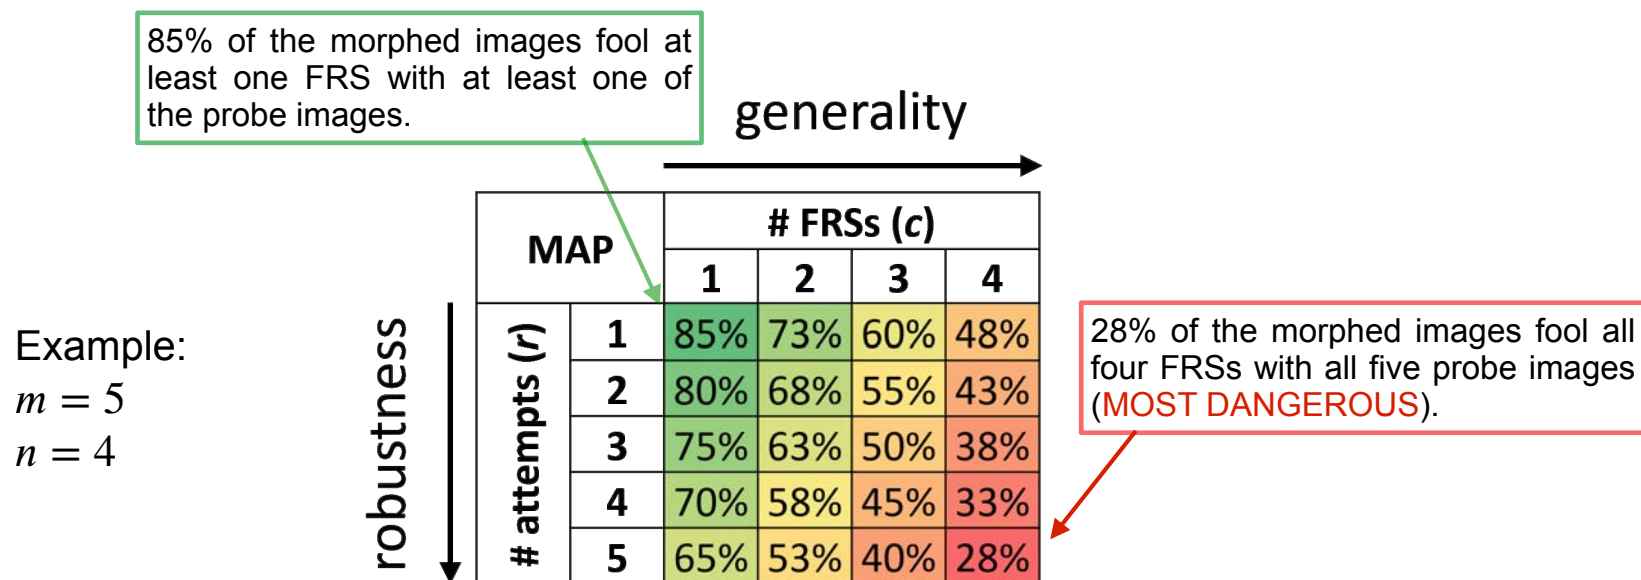 85% of the morphed images fool at
least one FRS with at least one of
the probe images.
generality
MAP
# FRSs (c)
1 2 3 4
Example:
m = 5
n = 4
robustness
# attempts (r)
1 85% 73% 60% 48%
2 80% 68% 55% 43%
3 75% 63% 50% 38%
4 70% 58% 45% 33%
5 65% 53% 40% 28%
28% of the morphed images fool all
four FRSs with all five probe images
(MOST DANGEROUS).